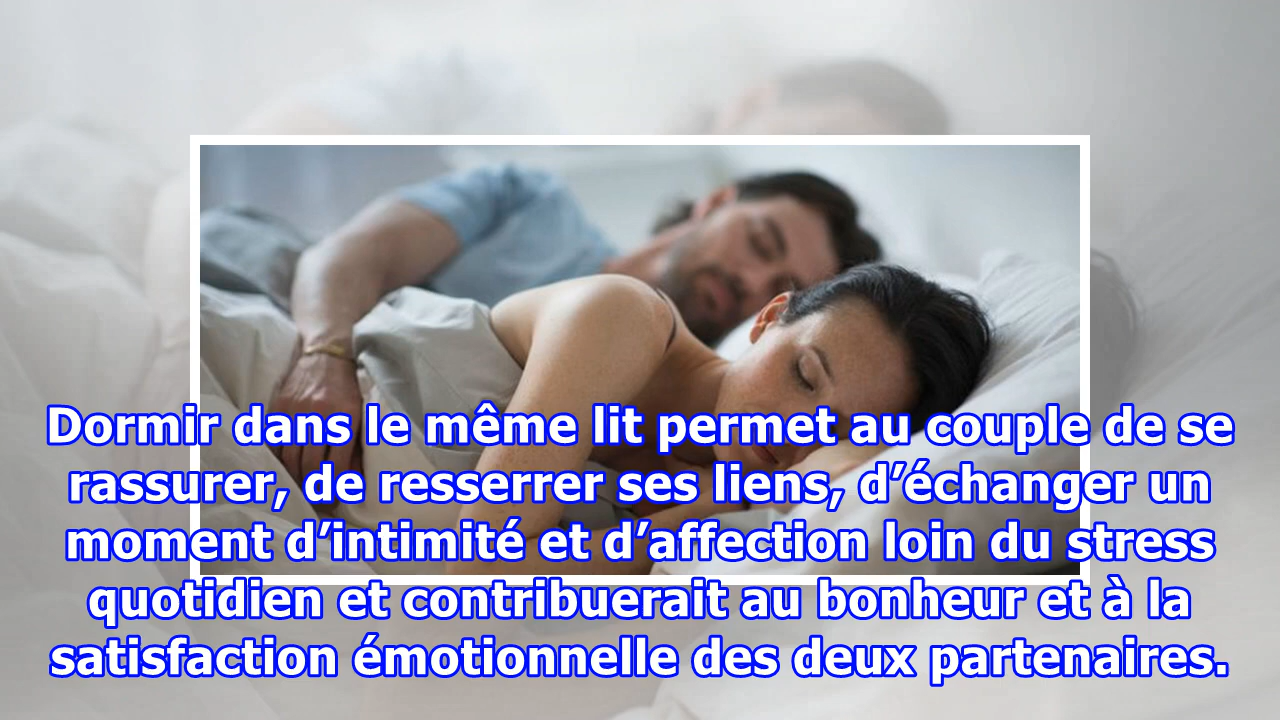 Dormir dans le même lit permet au couple de se
rassurer, de resserrer ses liens, d’échanger un
moment d’intimité et d’affection loin du stress
quotidien et contribuerait au bonheur et à la
satisfaction émotionnelle des deux partenaires.